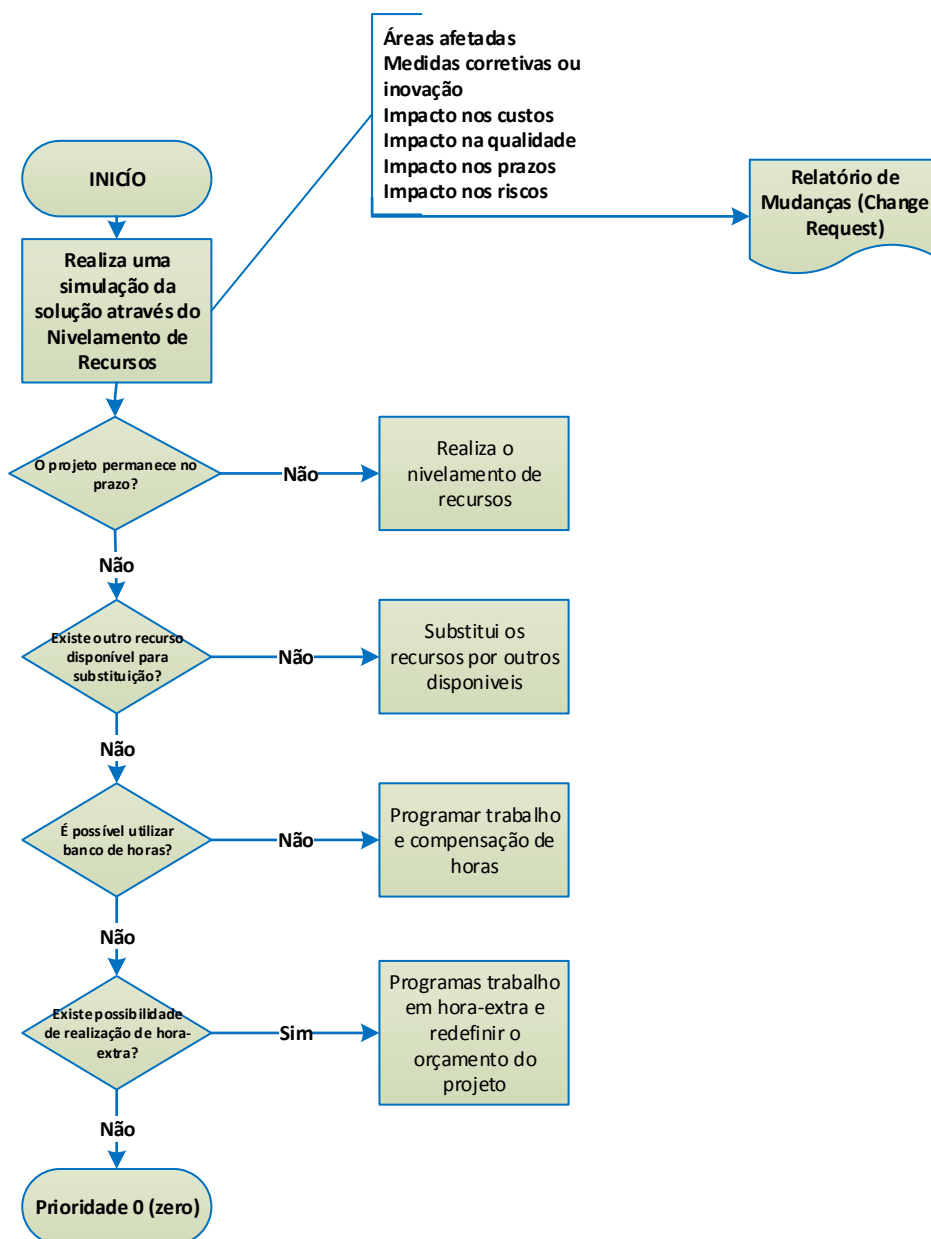 Áreas afetadas
Medidas corretivas ou
inovação
Impacto nos custos
Impacto na qualidade
Impacto nos prazos
Impacto nos riscos
INICÍO
Relatório de
Mudanças (Change
Request)
Realiza uma
simulação da
solução através do
Nivelamento de
Recursos
O projeto permanece no
prazo?
Não
Realiza o
nivelamento de
recursos
Não
Existe outro recurso
disponível para
substituição?
Não
Substitui os
recursos por outros
disponiveis
Não
É possível utilizar
banco de horas?
Não
Programar trabalho
e compensação de
horas
Não
Existe possibilidade
de realização de hora-
extra?
Sim
Programas trabalho
em hora-extra e
redefinir o
orçamento do
projeto
Não
Prioridade 0 (zero)